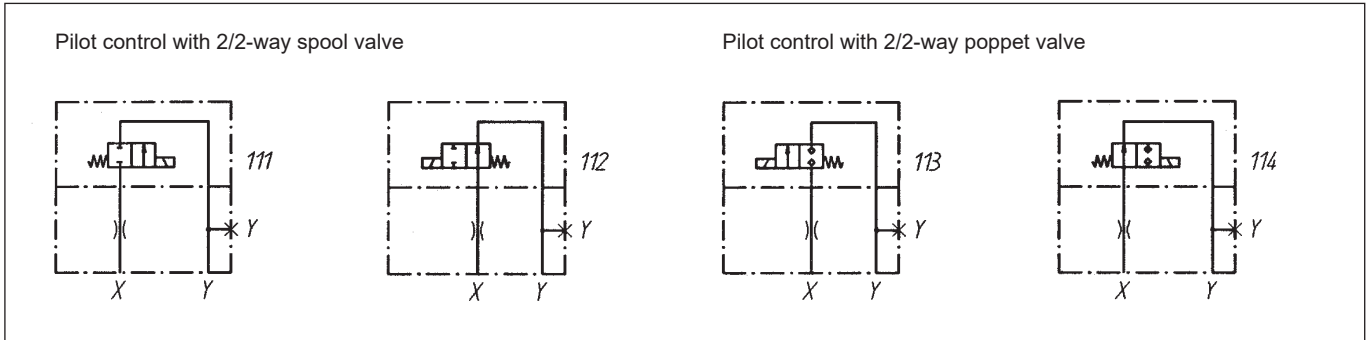 Pilot control with 2/2-way spool valve
Pilot control with 2/2-way poppet valve
111
112
113
114
Y
Y
Y
Y
X Y
X Y
X Y
X Y